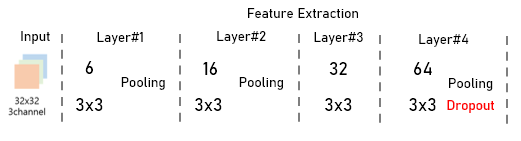 Feature Extraction
Input
Layer#1
Layer#2
Layer#3
Layer#4
6
16
32
64
Pooling
Pooling
Pooling
32x32
3channel
3x3
3x3
3x3
3x3
Dropout